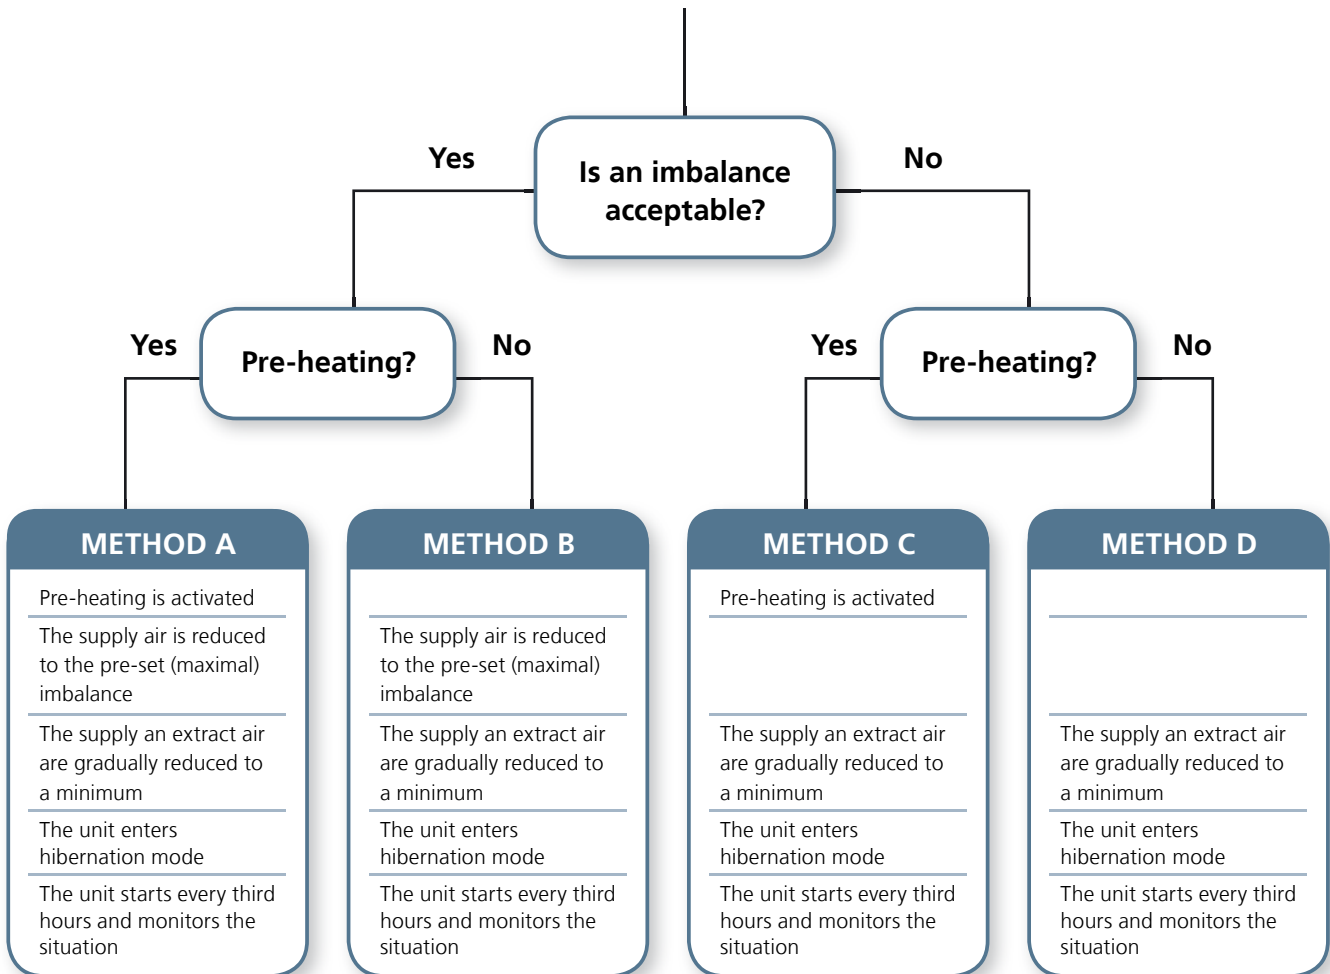 Is an imbalance
acceptable?
Yes
No
Pre-heating?
Yes
No
Pre-heating?
Yes
No
METHOD A
Pre-heating is activated
The supply air is reduced
to the pre-set (maximal)
imbalance
The supply an extract air
are gradually reduced to
a minimum
The unit enters
hibernation mode
The unit starts every third
hours and monitors the
situation
METHOD B
The supply air is reduced
to the pre-set (maximal)
imbalance
The supply an extract air
are gradually reduced to
a minimum
The unit enters
hibernation mode
The unit starts every third
hours and monitors the
situation
METHOD C
Pre-heating is activated
The supply an extract air
are gradually reduced to
a minimum
The unit enters
hibernation mode
The unit starts every third
hours and monitors the
situation
METHOD D
The supply an extract air
are gradually reduced to
a minimum
The unit enters
hibernation mode
The unit starts every third
hours and monitors the
situation